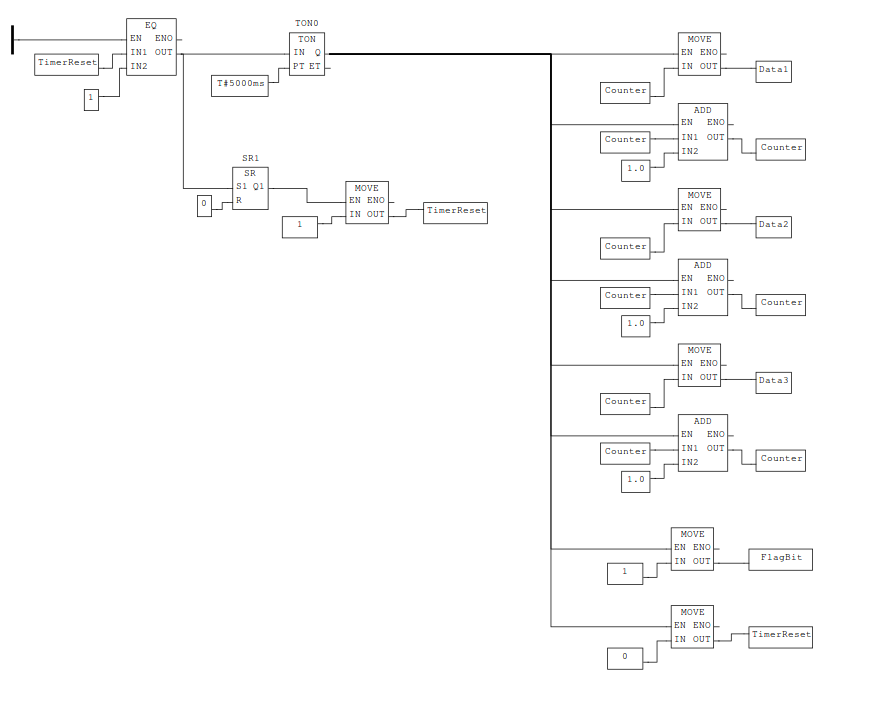 TON0
EQ
EN ENO
IN1 OUT
IN2
TimerReset
1
TON
IN Q
PT ET
T#5000ms
MOVE
EN ENO
IN OUT
Counter
Data1
ADD
EN ENO
IN1 OUT
IN2
Counter
1.0
Counter
SR1
SR
S1 Q1
R
0
MOVE
EN ENO
IN OUT
1
TimerReset
MOVE
EN ENO
IN OUT
Counter
Data2
ADD
EN ENO
IN1 OUT
IN2
Counter
1.0
Counter
MOVE
EN ENO
IN OUT
Counter
Data3
ADD
EN ENO
IN1 OUT
IN2
Counter
1.0
Counter
MOVE
EN ENO
IN OUT
1
FlagBit
MOVE
EN ENO
IN OUT
0
TimerReset